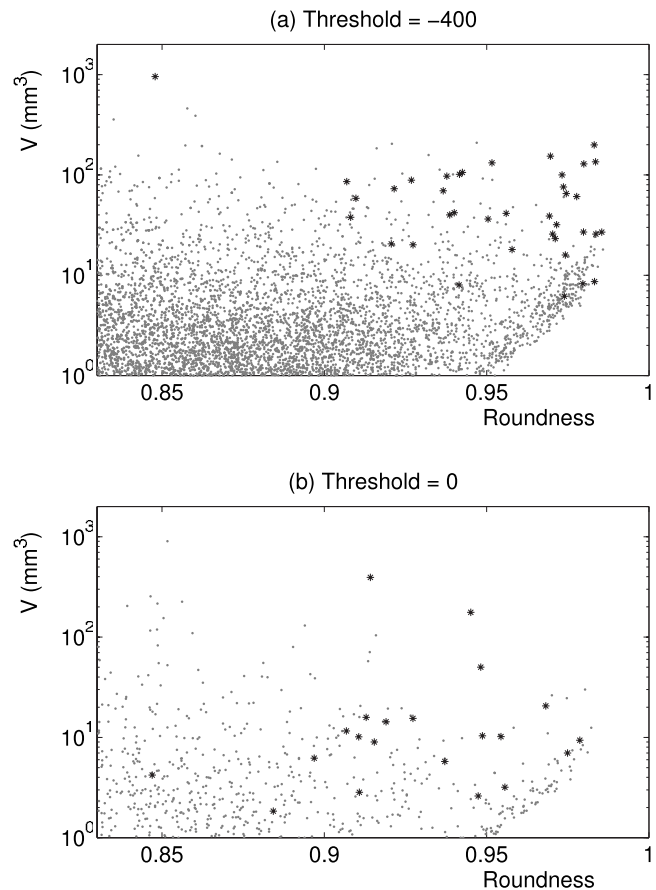 (a) Threshold = −400
V (mm³)
10³
10²
10¹
10⁰
0.85 0.9 0.95 1
Roundness
(b) Threshold = 0
V (mm³)
10³
10²
10¹
10⁰
0.85 0.9 0.95 1
Roundness